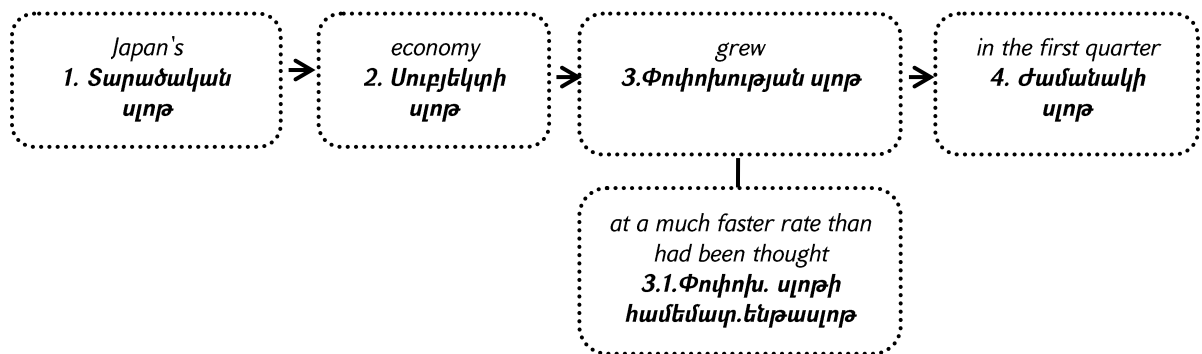 Japan's
1. Տարածական
սլոթ
economy
2. Սուբյեկտի
սլոթ
grew
3.Փոփոխության սլոթ
in the first quarter
4. Ժամանակի
սլոթ
at a much faster rate than
had been thought
3.1.Փոփոխ. սլոթի
համեմատ.ենթասլոթ